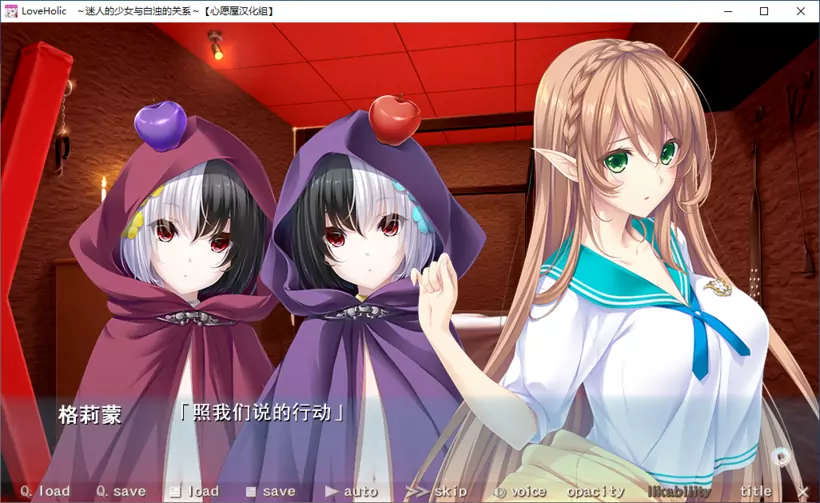 LoveHolic ～迷人的少女与白浊的关系～【心愿屋汉化组】
格莉蒙 「照我们说的行动」
Q. load Q. save load save auto skip voice opacity likability title